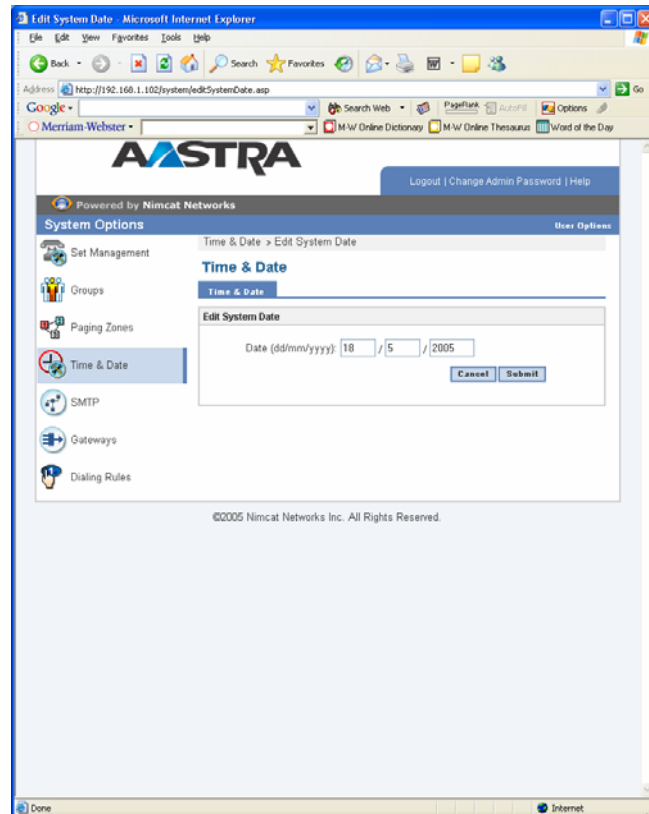 Edit System Date - Microsoft Internet Explorer
File Edit View Favorites Tools Help
Back Search Favorites
Address http://192.168.1.102/system/editSystemDate.asp Go
Google Search Web PageRank AutoFill Options
Merriam-Webster M-W Online Dictionary M-W Online Thesaurus Word of the Day
AASTRA
Logout | Change Admin Password | Help
Powered by Nimcat Networks
System Options User Options
Set Management
Groups
Paging Zones
Time & Date
SMTP
Gateways
Dialing Rules
Time & Date > Edit System Date
Time & Date
Time & Date
Edit System Date
Date (dd/mm/yyyy): 18 / 5 / 2005
Cancel Submit
©2005 Nimcat Networks Inc. All Rights Reserved.
Done Internet